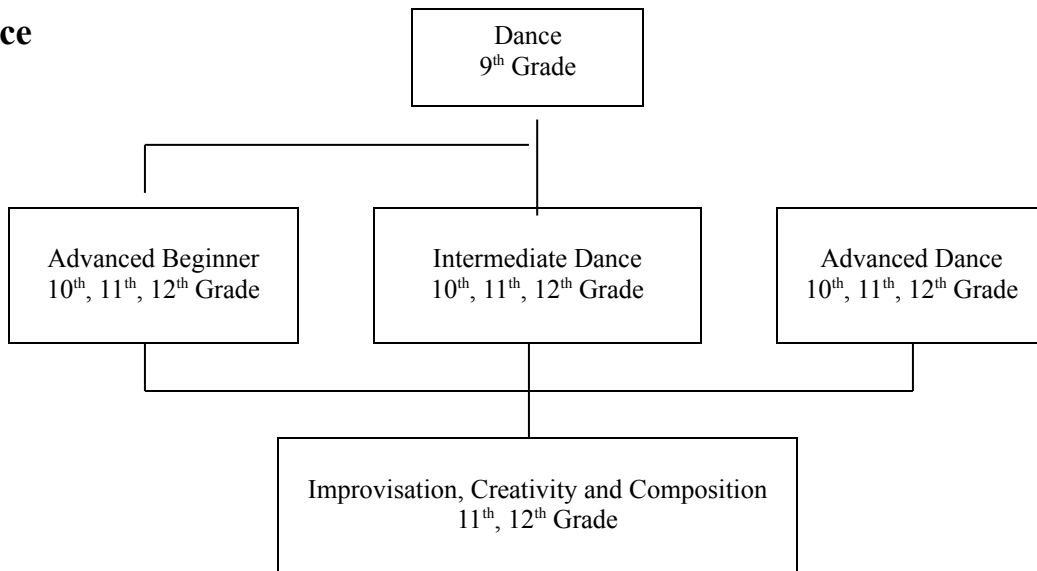 ce
Dance
9th Grade
Advanced Beginner
10th, 11th, 12th Grade
Intermediate Dance
10th, 11th, 12th Grade
Advanced Dance
10th, 11th, 12th Grade
Improvisation, Creativity and Composition
11th, 12th Grade